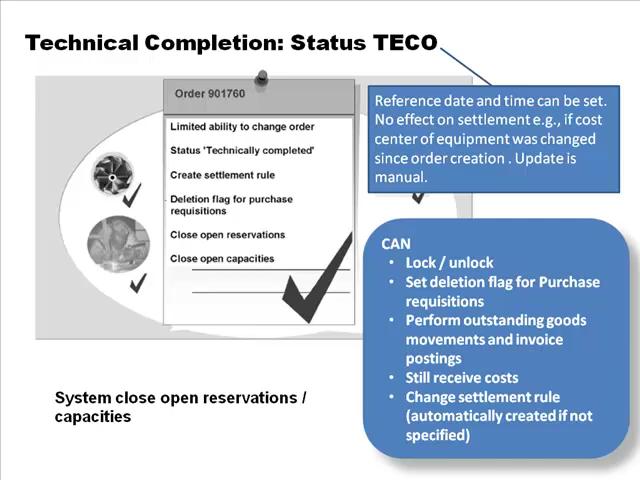 Technical Completion: Status TECO
Order 901760
Limited ability to change order
Status 'Technically completed'
Create settlement rule
Deletion flag for purchase
requisitions
Close open reservations
Close open capacities
Reference date and time can be set.
No effect on settlement e.g., if cost
center of equipment was changed
since order creation . Update is
manual.
CAN
• Lock / unlock
• Set deletion flag for Purchase
requisitions
• Perform outstanding goods
movements and invoice
postings
• Still receive costs
• Change settlement rule
(automatically created if not
specified)
System close open reservations /
capacities